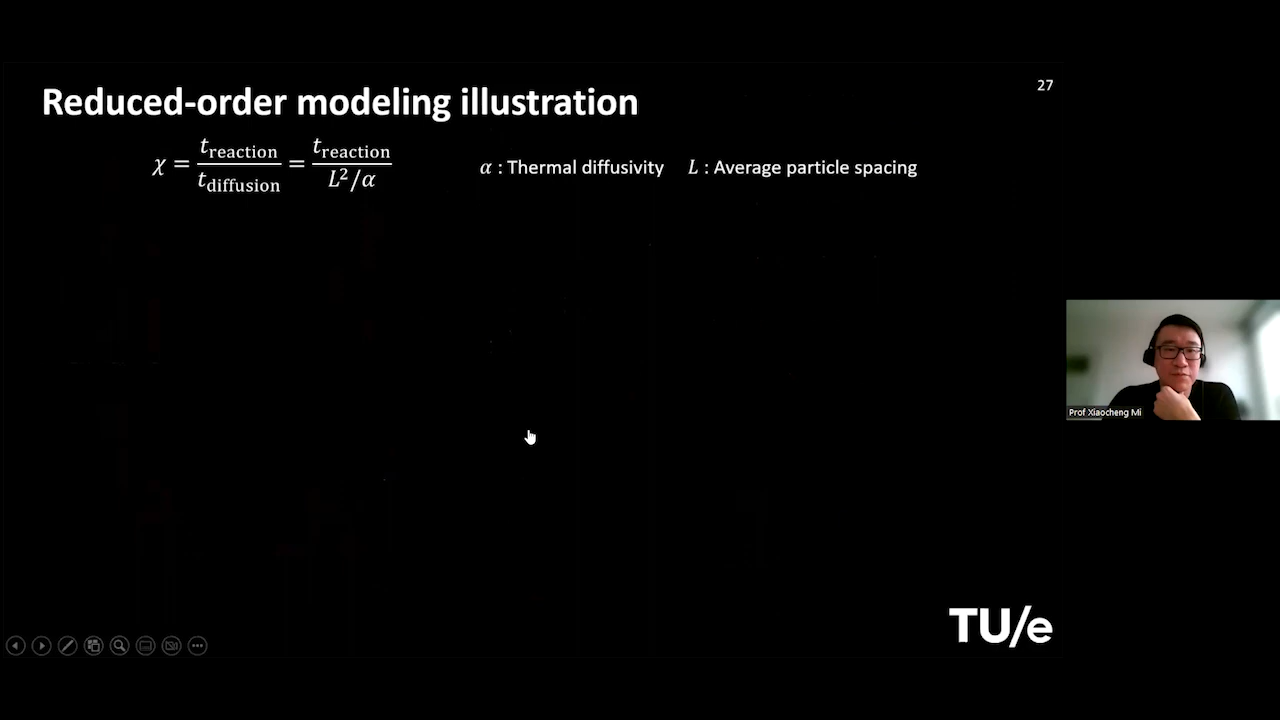 27
Reduced-order modeling illustration
χ = t_reaction / t_diffusion = t_reaction / (L²/α)
α : Thermal diffusivity L : Average particle spacing
Prof Xiaocheng Mi
TU/e